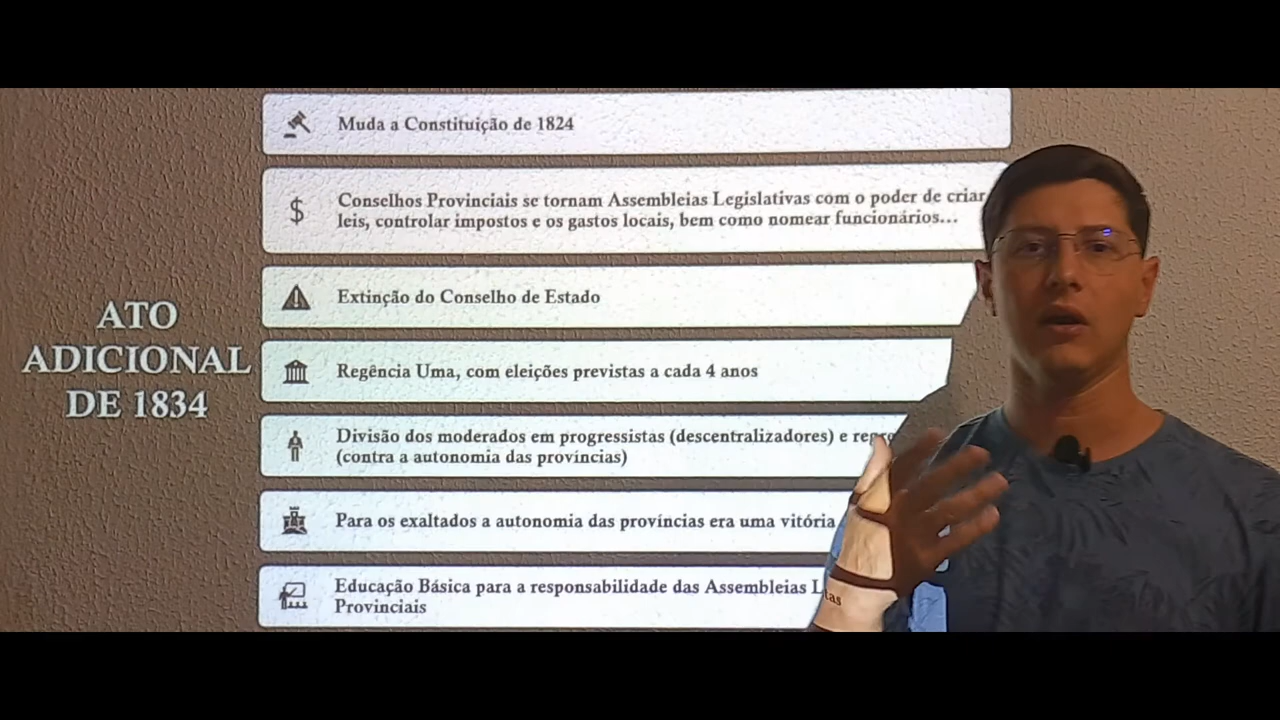 ATO
ADICIONAL
DE 1834
Muda a Constituição de 1824
Conselhos Provinciais se tornam Assembleias Legislativas com o poder de criar
leis, controlar impostos e os gastos locais, bem como nomear funcionários...
Extinção do Conselho de Estado
Regência Uma, com eleições previstas a cada 4 anos
Divisão dos moderados em progressistas (descentralizadores) e
(contra a autonomia das províncias)
Para os exaltados a autonomia das províncias era uma vitória
Educação Básica para a responsabilidade das Assembleias
Provinciais